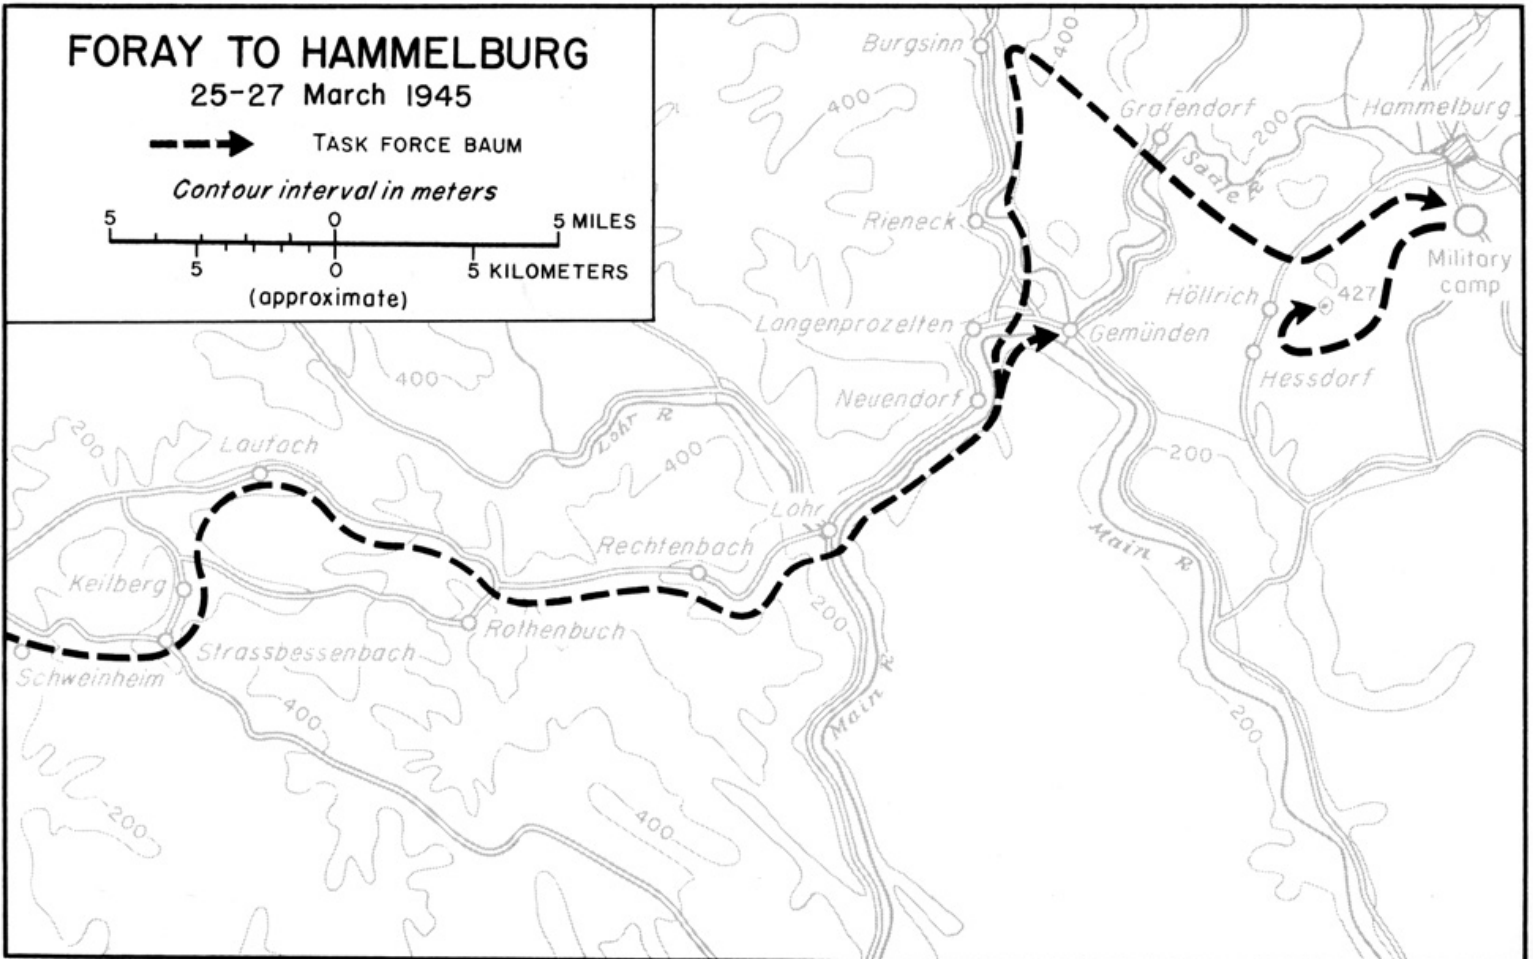 FORAY TO HAMMELBURG
25-27 March 1945
TASK FORCE BAUM
Contour interval in meters
5 0 5 MILES
5 0 5 KILOMETERS
(approximate)
Burgsinn
400
400
Grafendorf
200
Hammelburg
Saale R
Rieneck
Military
camp
Höllrich
427
Langenprozelten
Gemünden
Hessdorf
400
Neuendorf
Lohr R
200
Laufach
400
200
Lohr
Main R
Rechtenbach
Keilberg
200
Rothenbuch
Strassbessenbach
Schweinheim
Main R
400
200
200
400